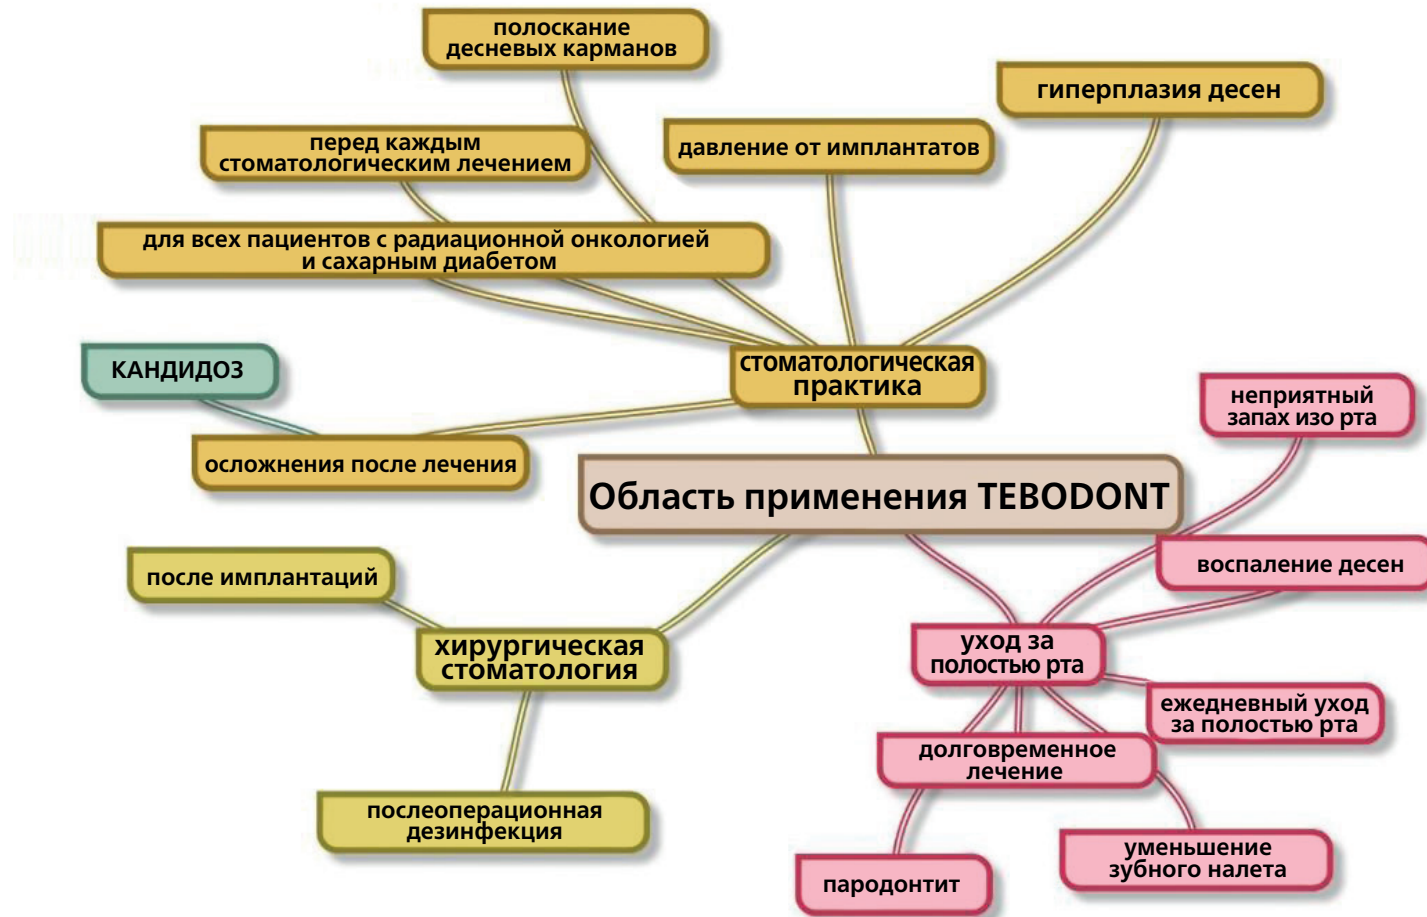 полоскание
десневых карманов
гиперплазия десен
перед каждым
стоматологическим лечением
давление от имплантатов
для всех пациентов с радиационной онкологией
и сахарным диабетом
КАНДИДОЗ
стоматологическая
практика
неприятный
запах изо рта
осложнения после лечения
Область применения TEBODONT
после имплантаций
воспаление десен
хирургическая
стоматология
уход за
полостью рта
ежедневный уход
за полостью рта
долговременное
лечение
послеоперационная
дезинфекция
уменьшение
зубного налета
пародонтит